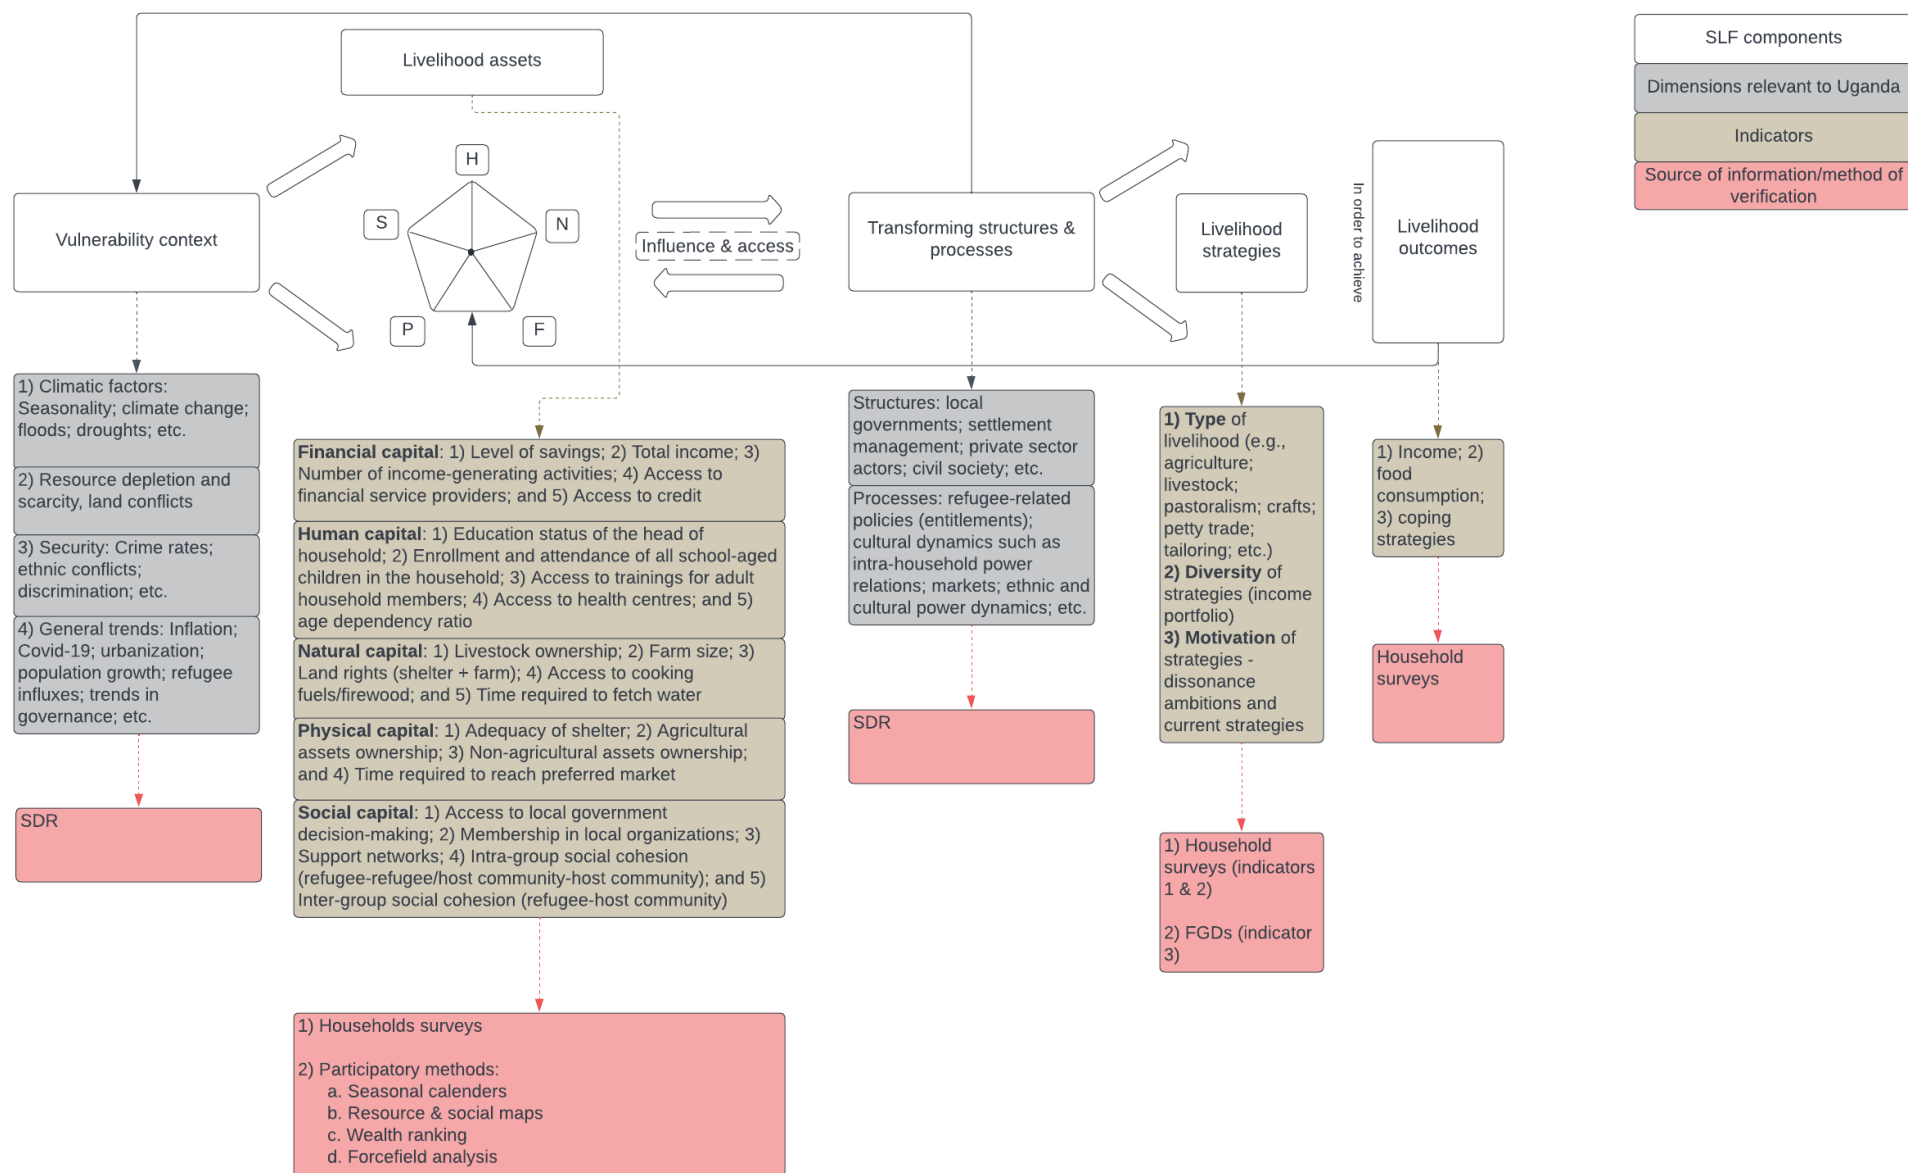 Livelihood assets
SLF components
Dimensions relevant to Uganda
Indicators
Source of information/method of
verification
H
S
N
P
F
Vulnerability context
Influence & access
Transforming structures &
processes
Livelihood
strategies
In order to achieve
Livelihood
outcomes
1) Climatic factors:
Seasonality; climate change;
floods; droughts; etc.
2) Resource depletion and
scarcity, land conflicts
3) Security: Crime rates;
ethnic conflicts;
discrimination; etc.
4) General trends: Inflation;
Covid-19; urbanization;
population growth; refugee
influxes; trends in
governance; etc.
SDR
Financial capital: 1) Level of savings; 2) Total income; 3)
Number of income-generating activities; 4) Access to
financial service providers; and 5) Access to credit
Human capital: 1) Education status of the head of
household; 2) Enrollment and attendance of all school-aged
children in the household; 3) Access to trainings for adult
household members; 4) Access to health centres; and 5)
age dependency ratio
Natural capital: 1) Livestock ownership; 2) Farm size; 3)
Land rights (shelter + farm); 4) Access to cooking
fuels/firewood; and 5) Time required to fetch water
Physical capital: 1) Adequacy of shelter; 2) Agricultural
assets ownership; 3) Non-agricultural assets ownership;
and 4) Time required to reach preferred market
Social capital: 1) Access to local government
decision-making; 2) Membership in local organizations; 3)
Support networks; 4) Intra-group social cohesion
(refugee-refugee/host community-host community); and 5)
Inter-group social cohesion (refugee-host community)
1) Households surveys
2) Participatory methods:
a. Seasonal calenders
b. Resource & social maps
c. Wealth ranking
d. Forcefield analysis
Structures: local
governments; settlement
management; private sector
actors; civil society; etc.
Processes: refugee-related
policies (entitlements);
cultural dynamics such as
intra-household power
relations; markets; ethnic and
cultural power dynamics; etc.
SDR
1) Type of
livelihood (e.g.,
agriculture;
livestock;
pastoralism; crafts;
petty trade;
tailoring; etc.)
2) Diversity of
strategies (income
portfolio)
3) Motivation of
strategies -
dissonance
ambitions and
current strategies
1) Household
surveys (indicators
1 & 2)
2) FGDs (indicator
3)
1) Income; 2)
food
consumption;
3) coping
strategies
Household
surveys